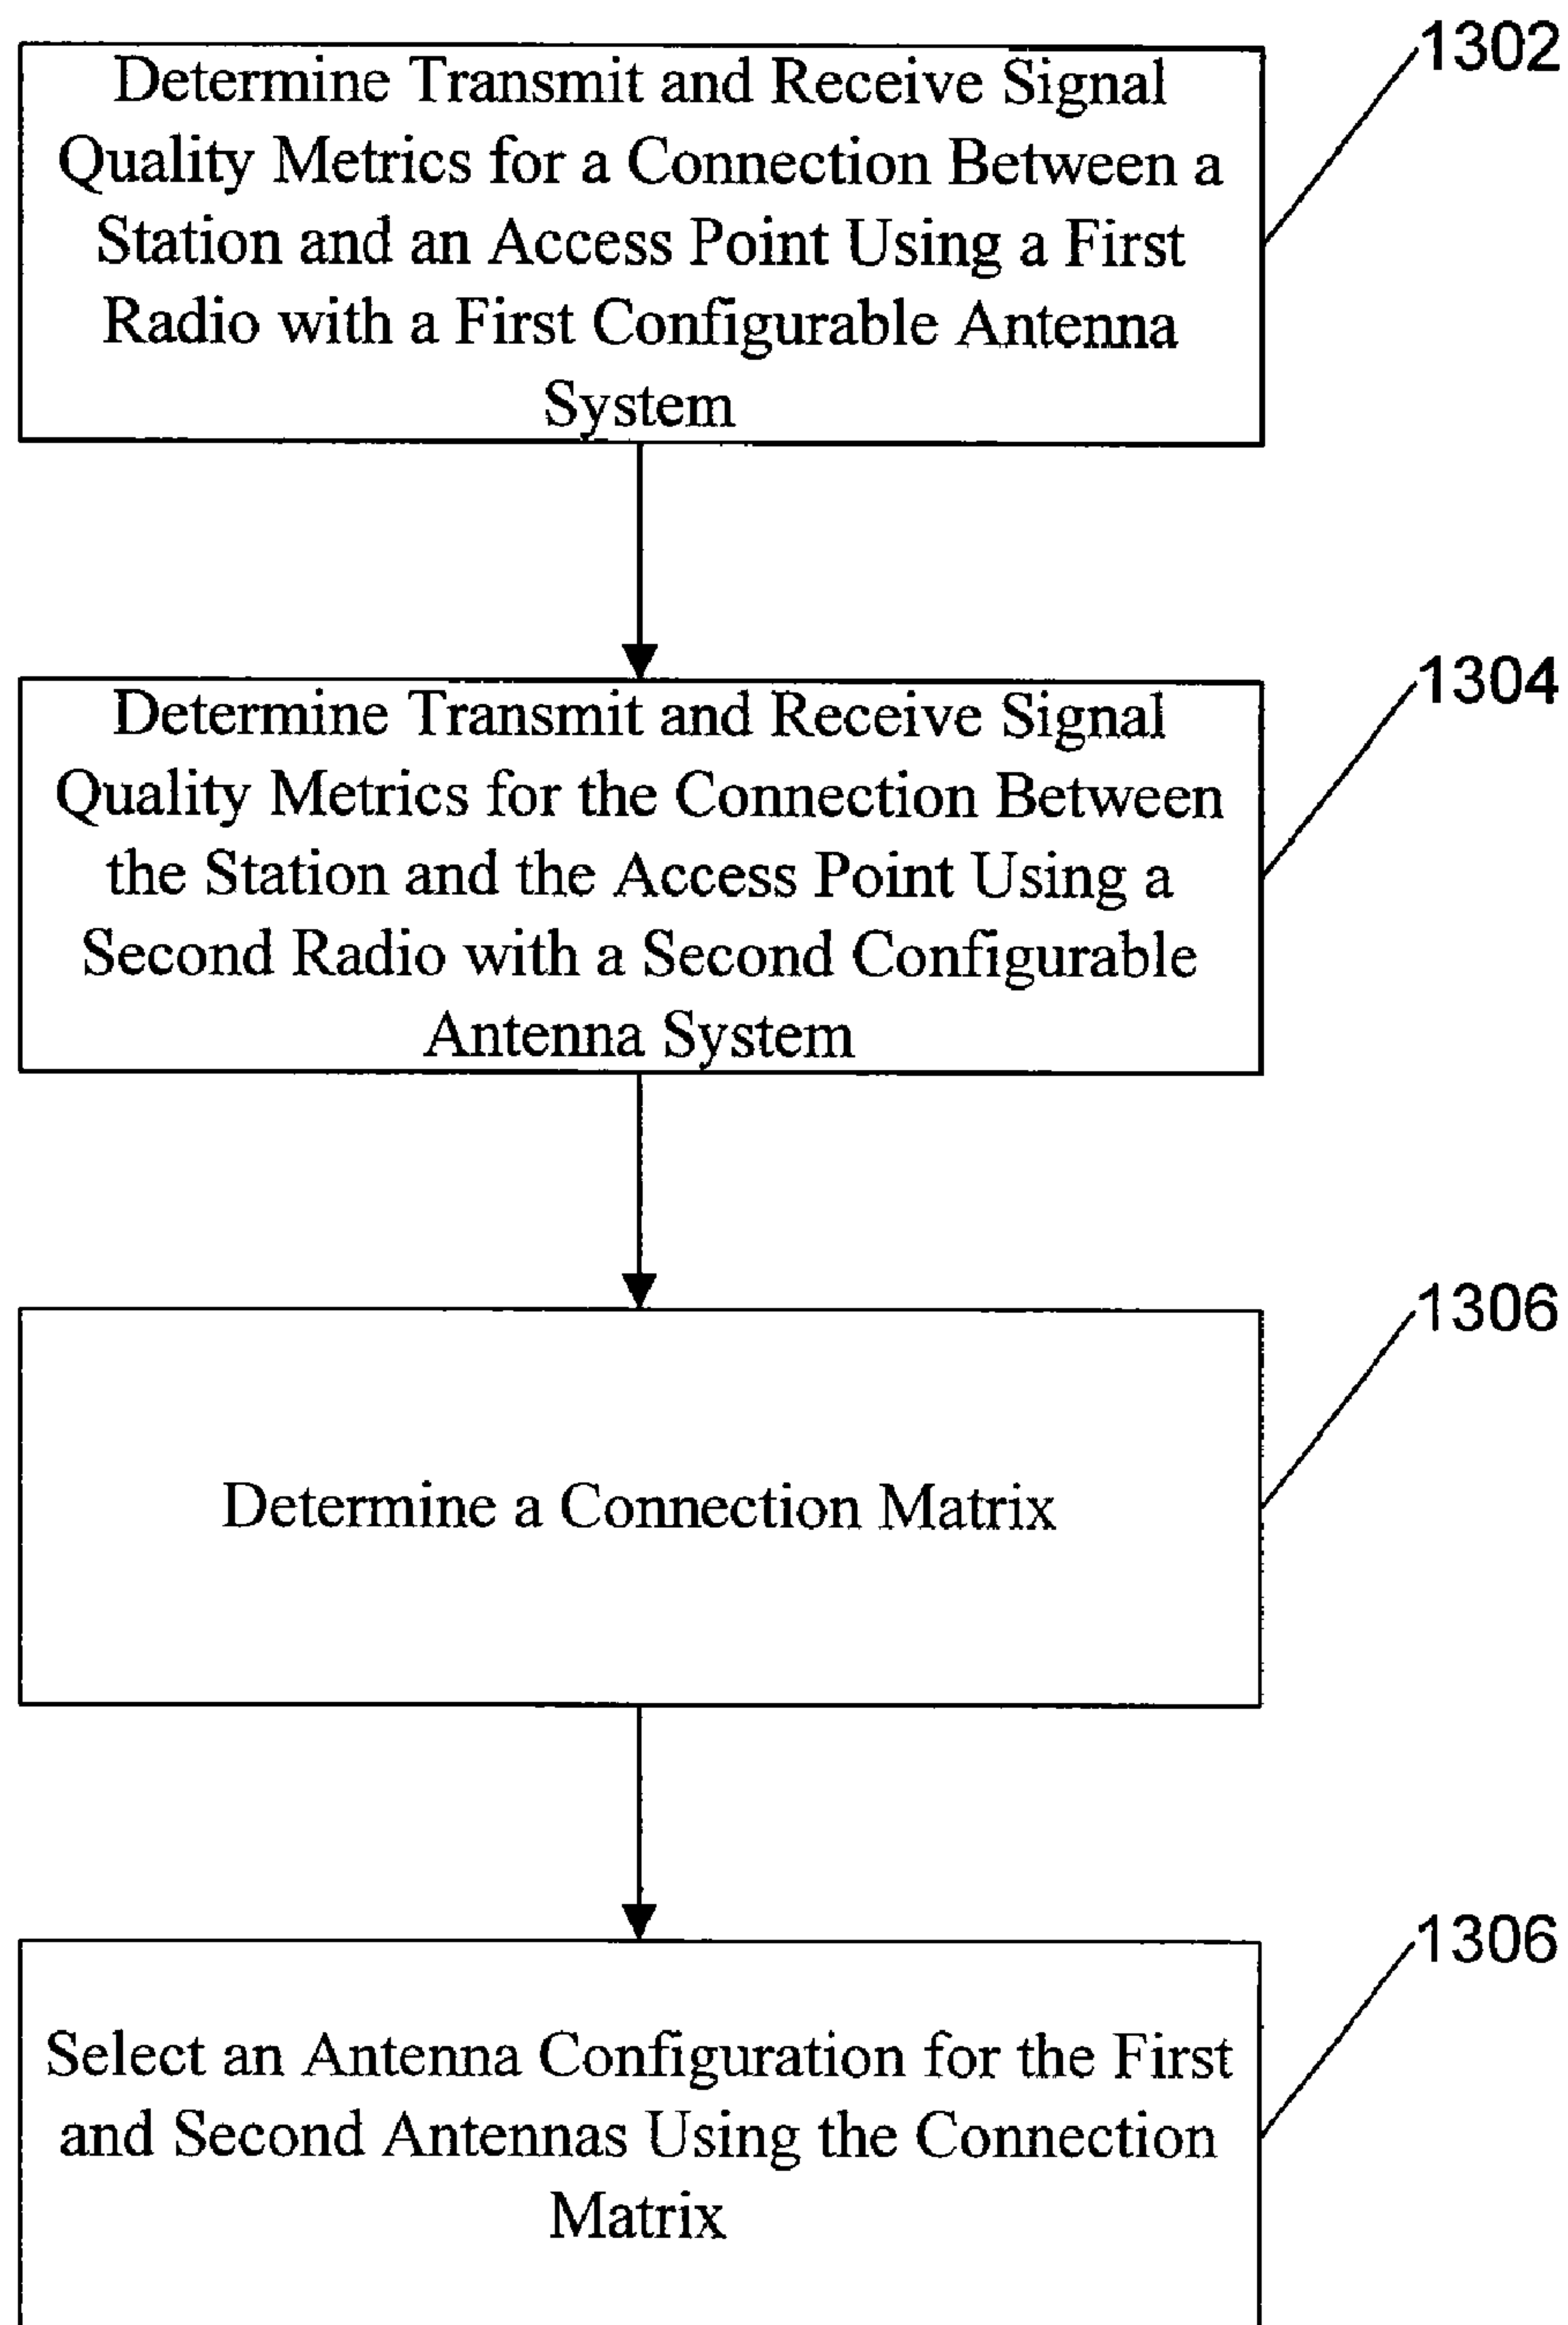 1302
Determine Transmit and Receive Signal
Quality Metrics for a Connection Between a
Station and an Access Point Using a First
Radio with a First Configurable Antenna
System
1304
Determine Transmit and Receive Signal
Quality Metrics for the Connection Between
the Station and the Access Point Using a
Second Radio with a Second Configurable
Antenna System
1306
Determine a Connection Matrix
1306
Select an Antenna Configuration for the First
and Second Antennas Using the Connection
Matrix